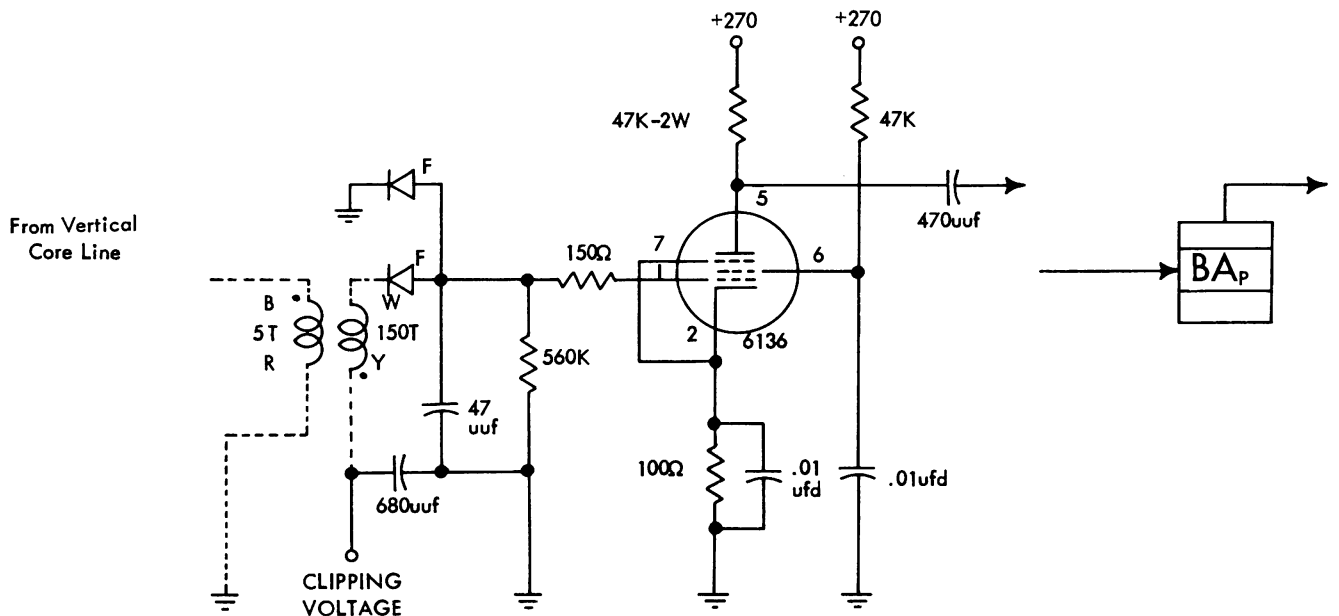 +270
+270
47K-2W
47K
F
5
470uuf
From Vertical
Core Line
F
150Ω
7
1
6
BAP
B
W
5T
150T
2
6136
R
Y
560K
47
uuf
100Ω
.01
ufd
.01ufd
680uuf
CLIPPING
VOLTAGE